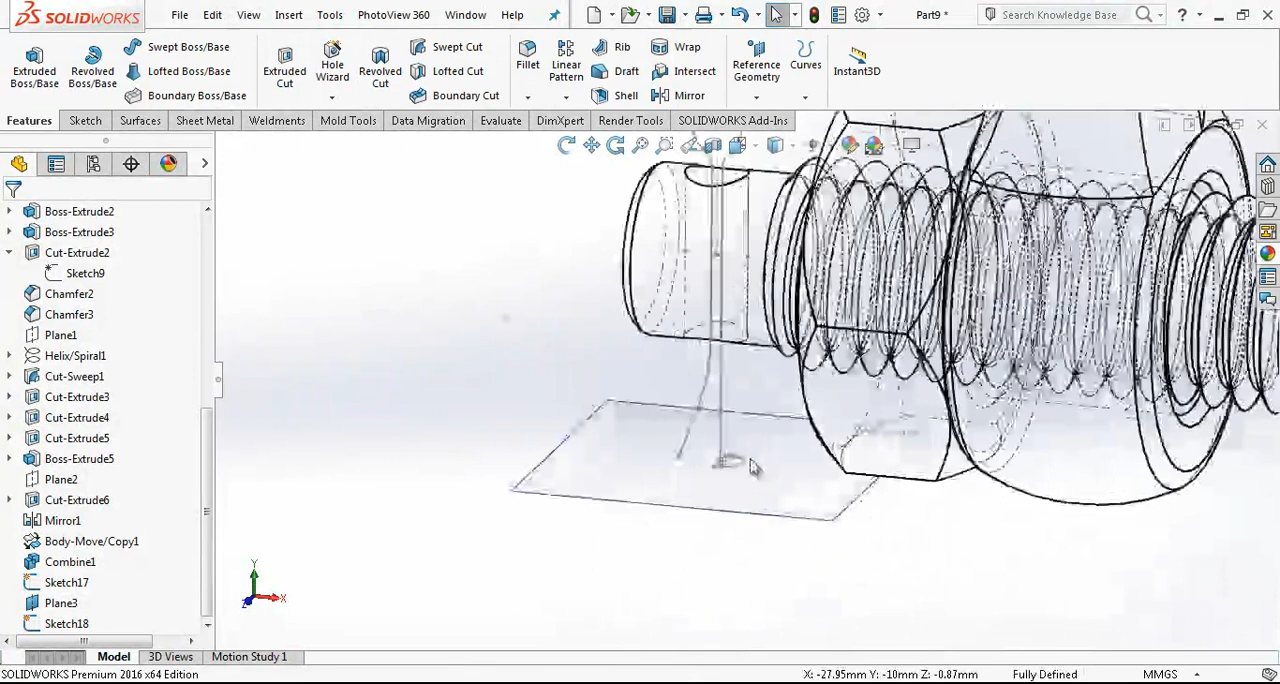 SOLIDWORKS File Edit View Insert Tools PhotoView 360 Window Help Part9 * Search Knowledge Base ?
Extruded Boss/Base Revolved Boss/Base Swept Boss/Base Lofted Boss/Base Boundary Boss/Base Extruded Cut Hole Wizard Revolved Cut Swept Cut Lofted Cut Boundary Cut Fillet Linear Pattern Rib Draft Shell Wrap Intersect Mirror Reference Geometry Curves Instant3D
Features Sketch Surfaces Sheet Metal Weldments Mold Tools Data Migration Evaluate DimXpert Render Tools SOLIDWORKS Add-Ins
Boss-Extrude2
Boss-Extrude3
Cut-Extrude2
Sketch9
Chamfer2
Chamfer3
Plane1
Helix/Spiral1
Cut-Sweep1
Cut-Extrude3
Cut-Extrude4
Cut-Extrude5
Boss-Extrude5
Plane2
Cut-Extrude6
Mirror1
Body-Move/Copy1
Combine1
Sketch17
Plane3
Sketch18
Y
X
Z
Model 3D Views Motion Study 1
SOLIDWORKS Premium 2016 x64 Edition X: -27.95mm Y: -10mm Z: -0.87mm Fully Defined MMGS